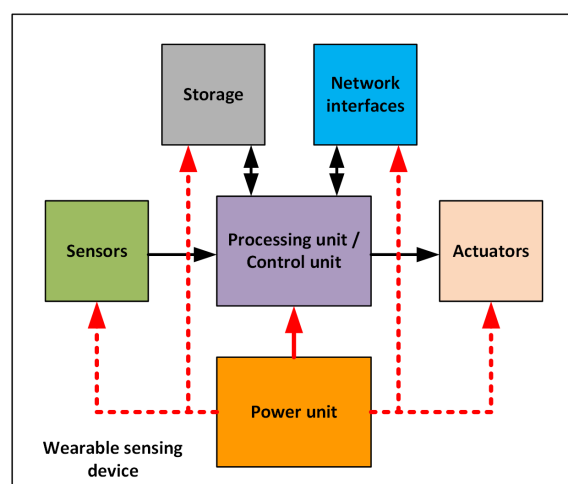 Storage
Network
interfaces
Sensors
Processing unit /
Control unit
Actuators
Power unit
Wearable sensing
device